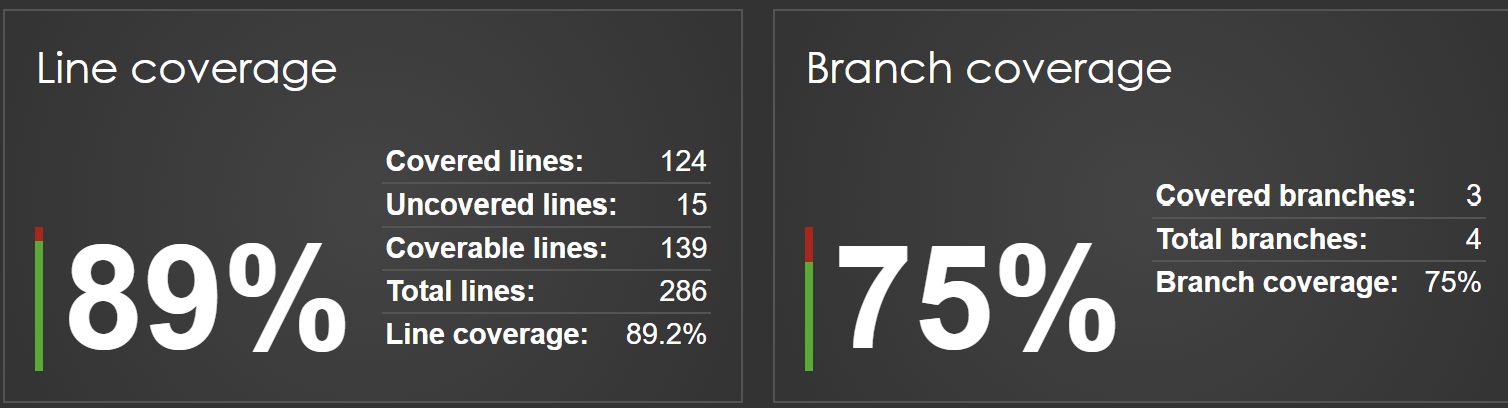 Line coverage
89%
Covered lines: 124
Uncovered lines: 15
Coverable lines: 139
Total lines: 286
Line coverage: 89.2%
Branch coverage
75%
Covered branches: 3
Total branches: 4
Branch coverage: 75%